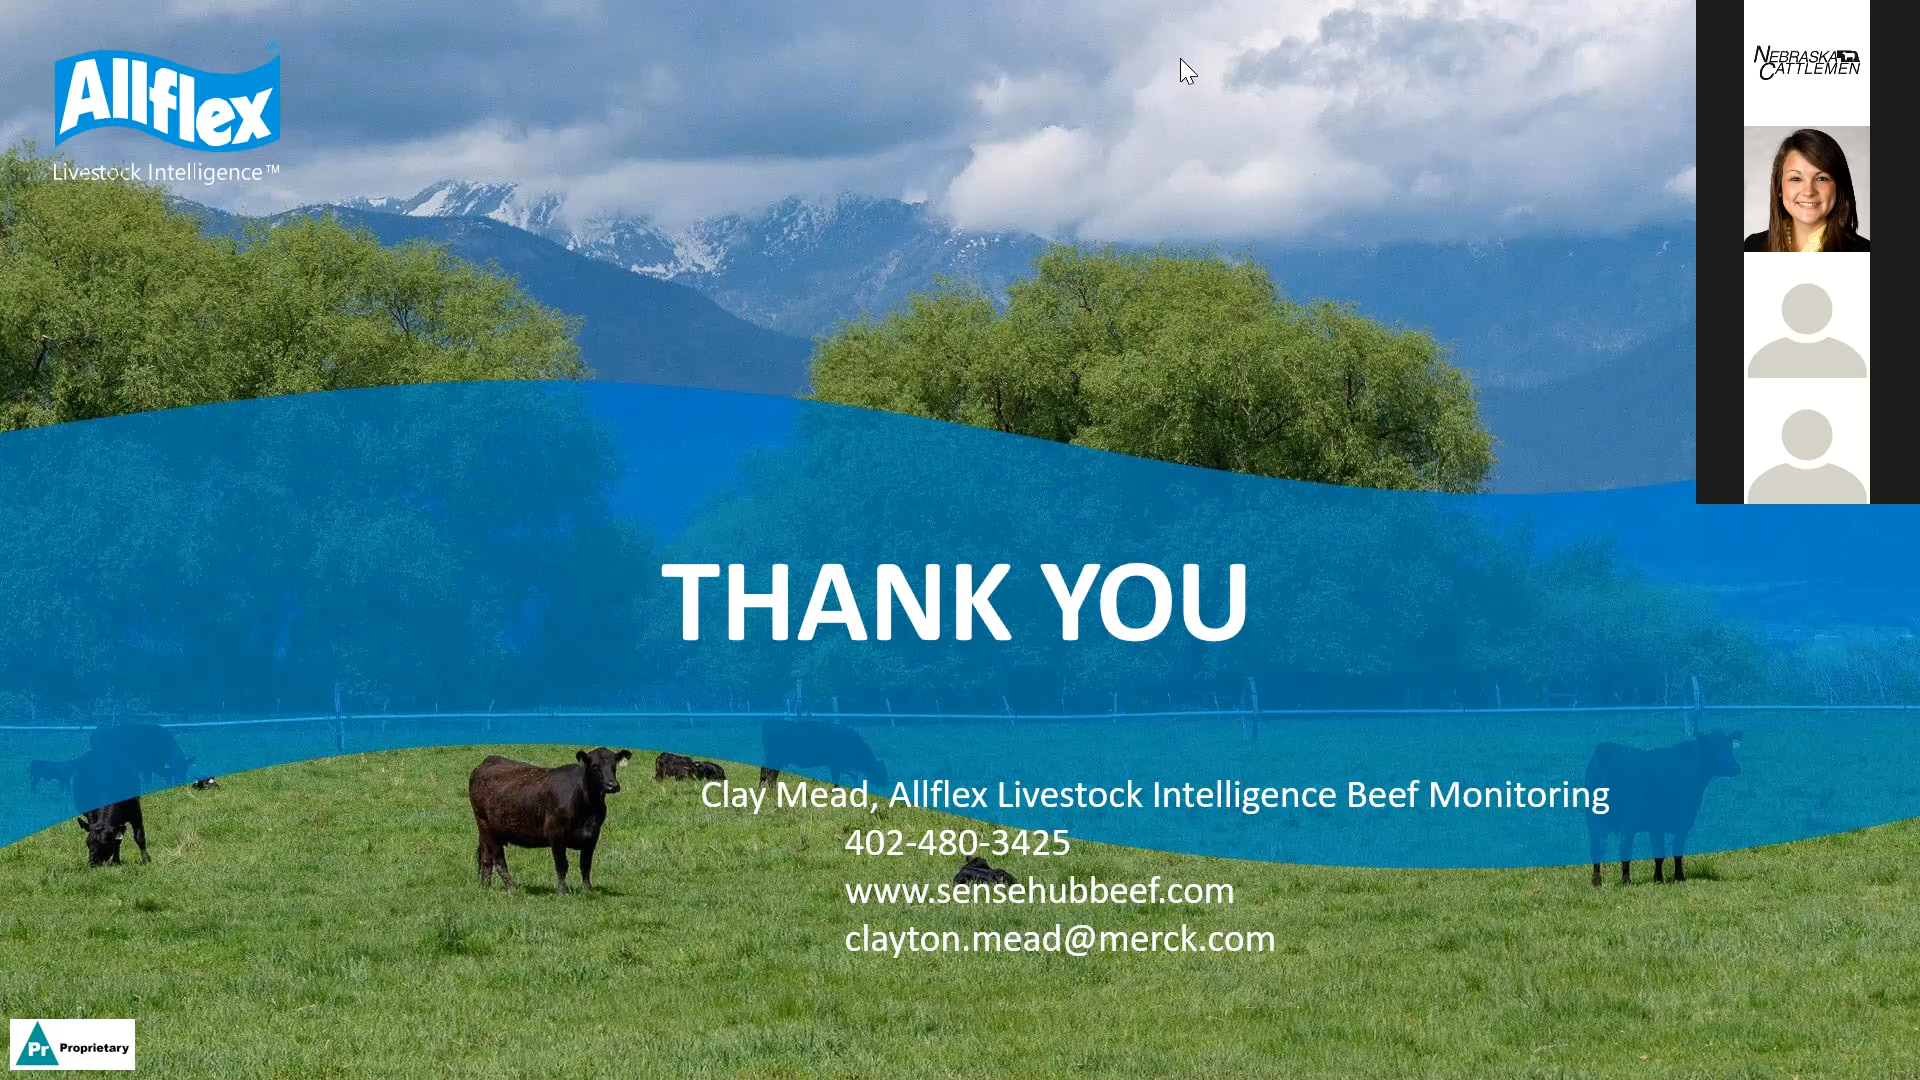 Allflex
Livestock Intelligence™
NEBRASKA
CATTLEMEN
THANK YOU
Clay Mead, Allflex Livestock Intelligence Beef Monitoring
402-480-3425
www.sensehubbeef.com
clayton.mead@merck.com
Pr Proprietary